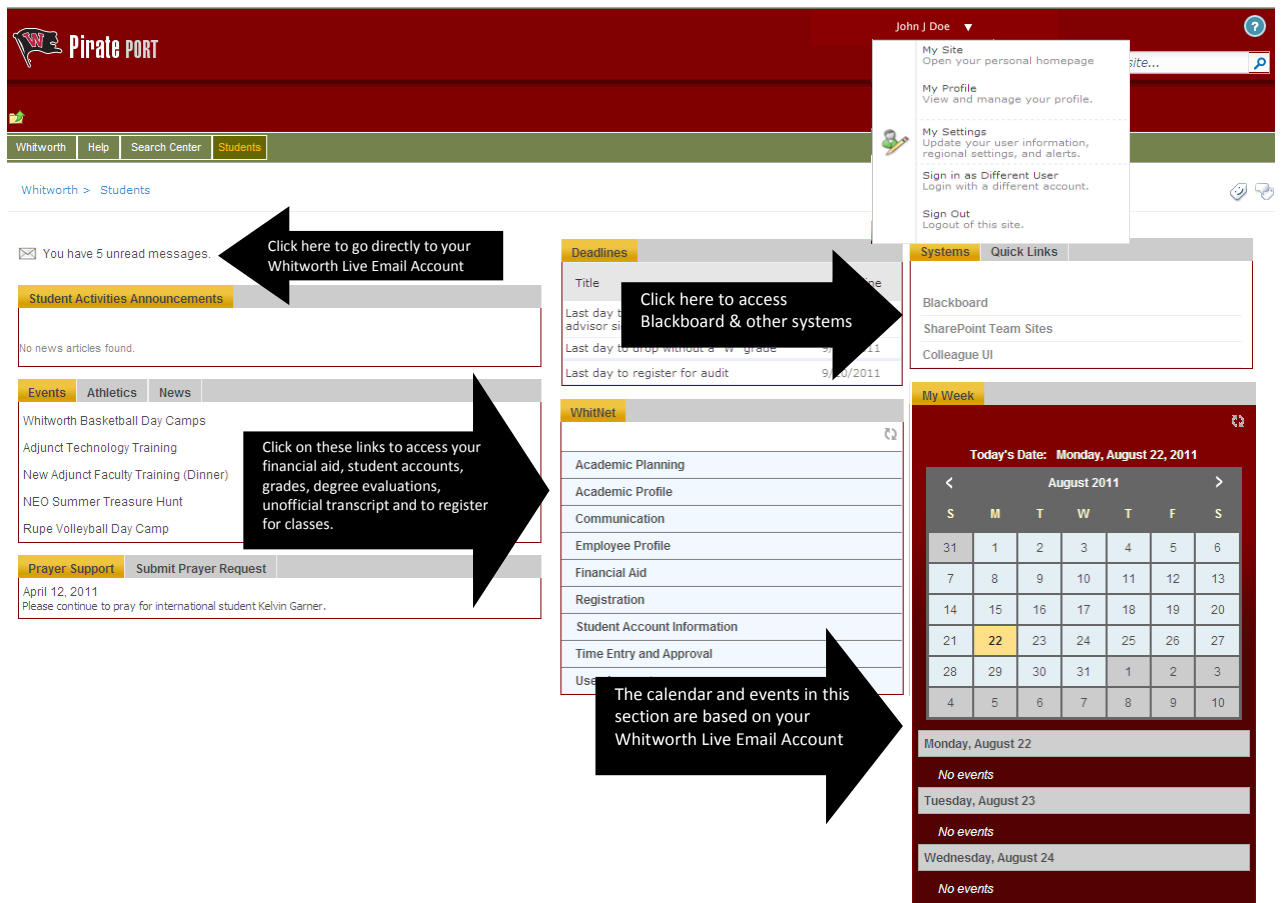 Pirate PORT
John J Doe ▼
?
My Site
Open your personal homepage
My Profile
View and manage your profile.
My Settings
Update your user information,
regional settings, and alerts.
Sign in as Different User
Login with a different account.
Sign Out
Logout of this site.
site...
Whitworth Help Search Center Students
Whitworth > Students
You have 5 unread messages.
Click here to go directly to your
Whitworth Live Email Account
Student Activities Announcements
No news articles found.
Events Athletics News
Whitworth Basketball Day Camps
Adjunct Technology Training
New Adjunct Faculty Training (Dinner)
NEO Summer Treasure Hunt
Rupe Volleyball Day Camp
Click on these links to access your
financial aid, student accounts,
grades, degree evaluations,
unofficial transcript and to register
for classes.
Prayer Support Submit Prayer Request
April 12, 2011
Please continue to pray for international student Kelvin Garner.
Deadlines
Title
Last day
advisor
Last day to drop without a "W" grade
Last day to register for audit
Click here to access
Blackboard & other systems
WhitNet
Academic Planning
Academic Profile
Communication
Employee Profile
Financial Aid
Registration
Student Account Information
Time Entry and Approval
The calendar and events in this
section are based on your
Whitworth Live Email Account
Systems Quick Links
Blackboard
SharePoint Team Sites
Colleague UI
My Week
Today's Date: Monday, August 22, 2011
< August 2011 >
S M T W T F S
31 1 2 3 4 5 6
7 8 9 10 11 12 13
14 15 16 17 18 19 20
21 22 23 24 25 26 27
28 29 30 31 1 2 3
4 5 6 7 8 9 10
Monday, August 22
No events
Tuesday, August 23
No events
Wednesday, August 24
No events